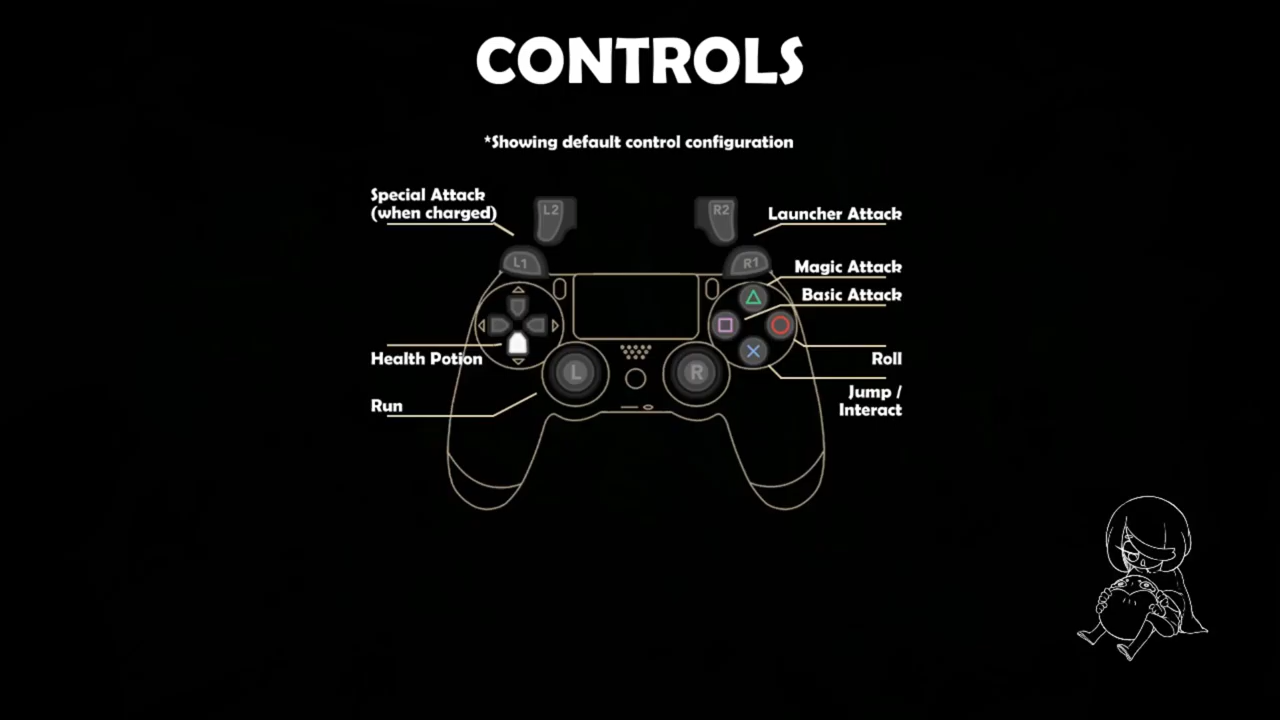 CONTROLS
*Showing default control configuration
Special Attack
(when charged)
L2
R2
Launcher Attack
L1
R1
Magic Attack
Basic Attack
Health Potion
Roll
L
R
Run
Jump /
Interact